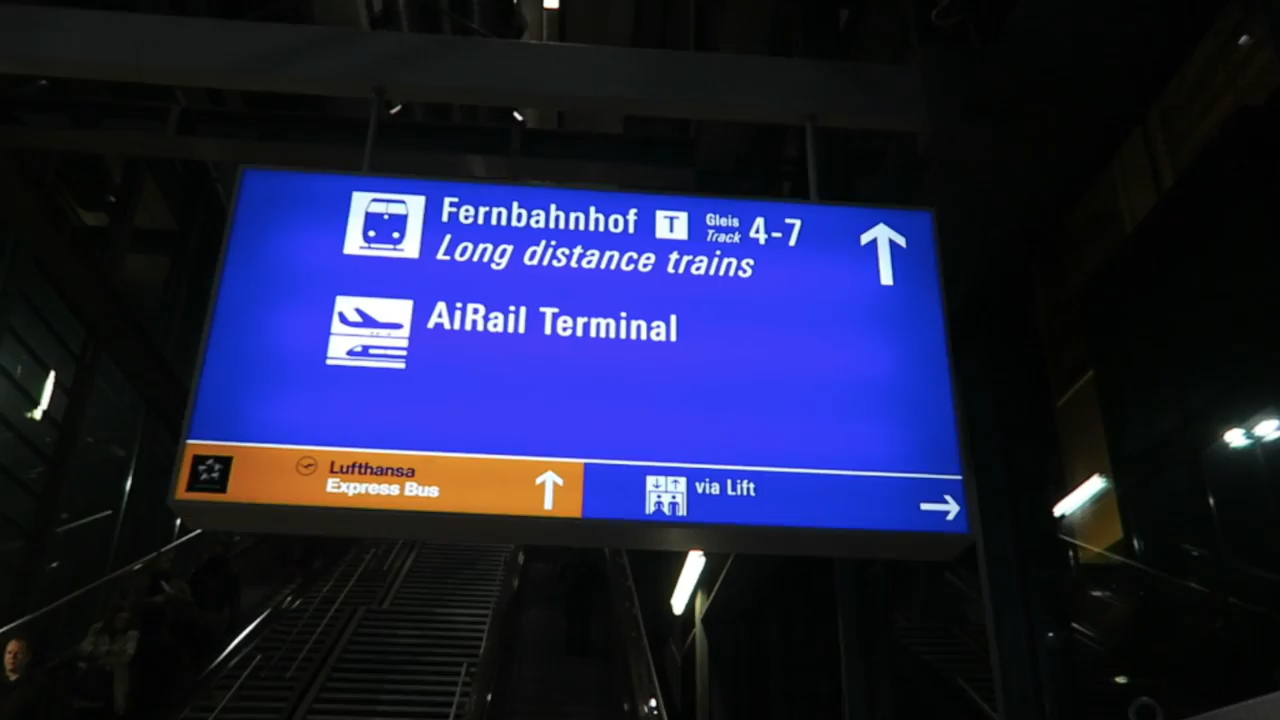 Fernbahnhof T Gleis Track 4-7
Long distance trains
AiRail Terminal
Lufthansa
Express Bus
via Lift